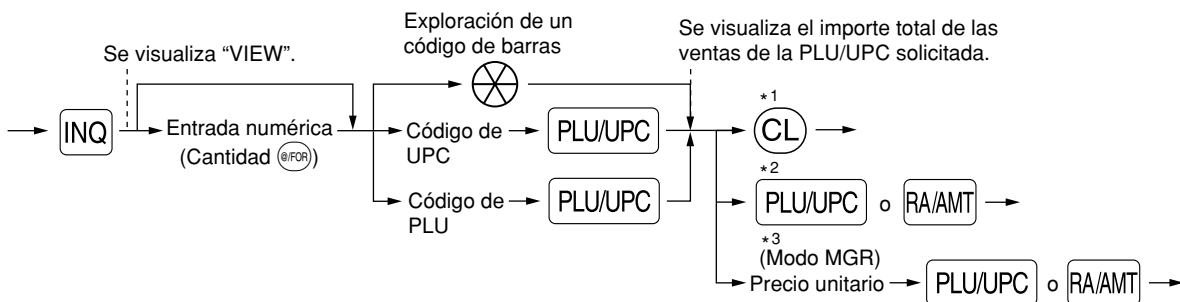 Exploración de un
código de barras
Se visualiza el importe total de las
ventas de la PLU/UPC solicitada.
Se visualiza “VIEW”.
INQ
Entrada numérica
(Cantidad @/FOR)
Código de
UPC
PLU/UPC
Código de
PLU
PLU/UPC
*1
CL
*2
PLU/UPC o RA/AMT
*3
(Modo MGR)
Precio unitario PLU/UPC o RA/AMT